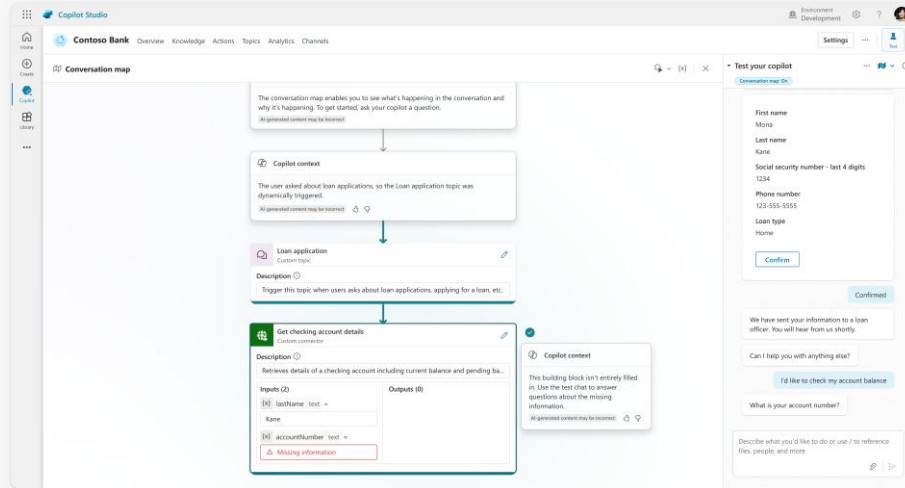 Copilot Studio
Environment
Development
Home
Create
Copilot
Library
Contoso Bank Overview Knowledge Actions Topics Analytics Channels
Settings
Test
Conversation map
The conversation map enables you to see what's happening in the conversation and
why it's happening. To get started, ask your copilot a question.
AI-generated content may be incorrect
Copilot context
The user asked about loan applications, so the Loan application topic was
dynamically triggered.
AI-generated content may be incorrect
Loan application
Custom topic
Description
Trigger this topic when users asks about loan applications, applying for a loan, etc.
Get checking account details
Custom connector
Description
Retrieves details of a checking account including current balance and pending ba...
Inputs (2)
Outputs (0)
{x} lastName text =
Kane
{x} accountNumber text =
Missing information
Copilot context
This building block isn't entirely filled
in. Use the test chat to answer
questions about the missing
information.
AI-generated content may be incorrect
Test your copilot
Conversation map: On
First name
Mona
Last name
Kane
Social security number - last 4 digits
1234
Phone number
123-555-5555
Loan type
Home
Confirm
Confirmed
We have sent your information to a loan
officer. You will hear from us shortly.
Can I help you with anything else?
I'd like to check my account balance
What is your account number?
Describe what you'd like to do or use / to reference
files, people, and more